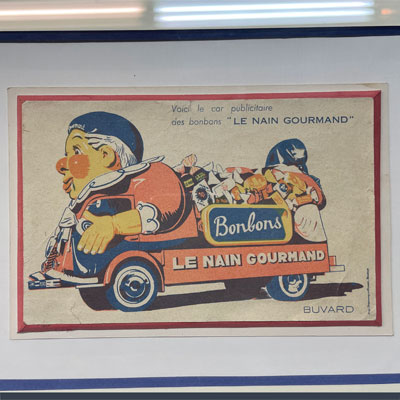 Voici le car publicitaire
des bonbons "LE NAIN GOURMAND"
Bonbons
LE NAIN GOURMAND
BUVARD